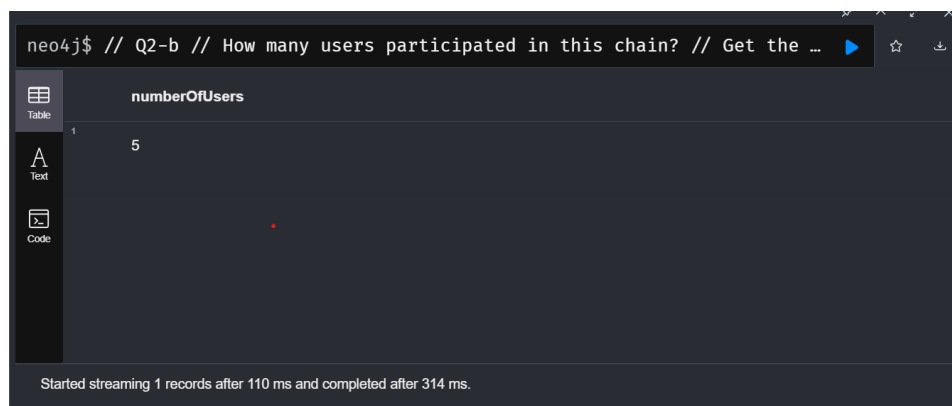 neo4j$ // Q2-b // How many users participated in this chain? // Get the …
Table
numberOfUsers
1
5
A
Text
Code
Started streaming 1 records after 110 ms and completed after 314 ms.